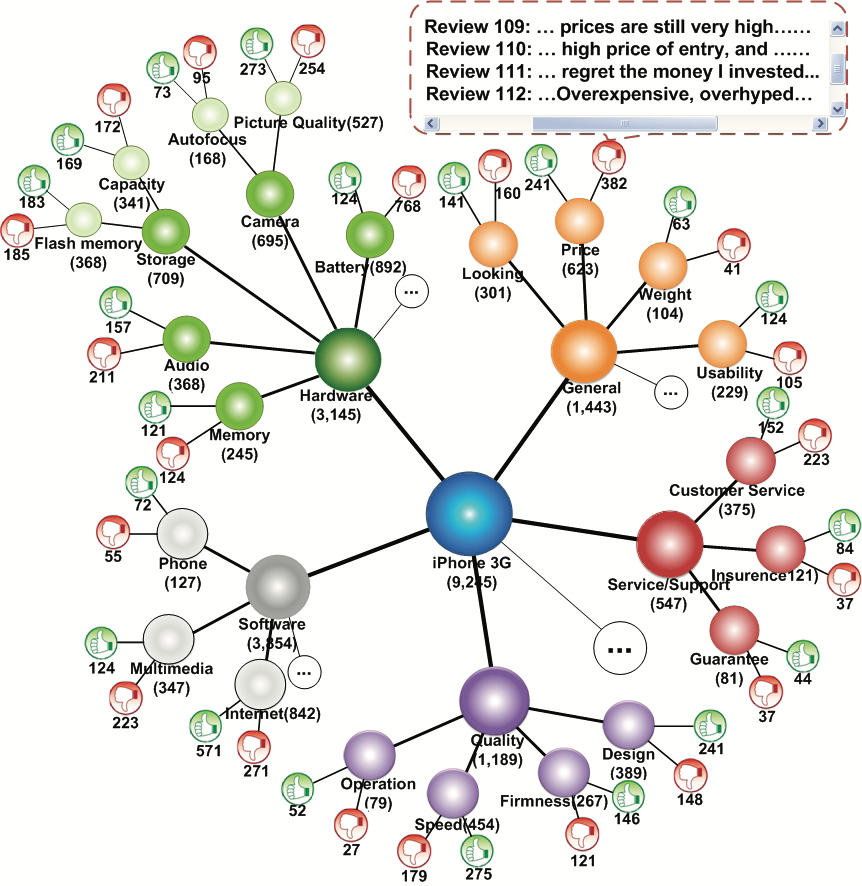 Review 109: … prices are still very high……
Review 110: … high price of entry, and ……
Review 111: … regret the money I invested...
Review 112: …Overexpensive, overhyped…
73
95
Autofocus
(168)
273
254
Picture Quality(527)
172
169
Capacity
(341)
183
185
Flash memory
(368)
Storage
(709)
Camera
(695)
124
768
Battery(892)
...
157
211
Audio
(368)
121
124
Memory
(245)
Hardware
(3,145)
141
160
Looking
(301)
241
382
Price
(623)
63
41
Weight
(104)
124
105
Usability
(229)
General
(1,443)
...
152
223
Customer Service
(375)
84
37
Insurence121)
Service/Support
(547)
44
37
Guarantee
(81)
iPhone 3G
(9,245)
...
72
55
Phone
(127)
Software
(3,854)
...
124
223
Multimedia
(347)
Internet(842)
571
271
Quality
(1,189)
Operation
(79)
52
27
Speed(454)
179
275
Firmness(267)
146
121
Design
(389)
241
148